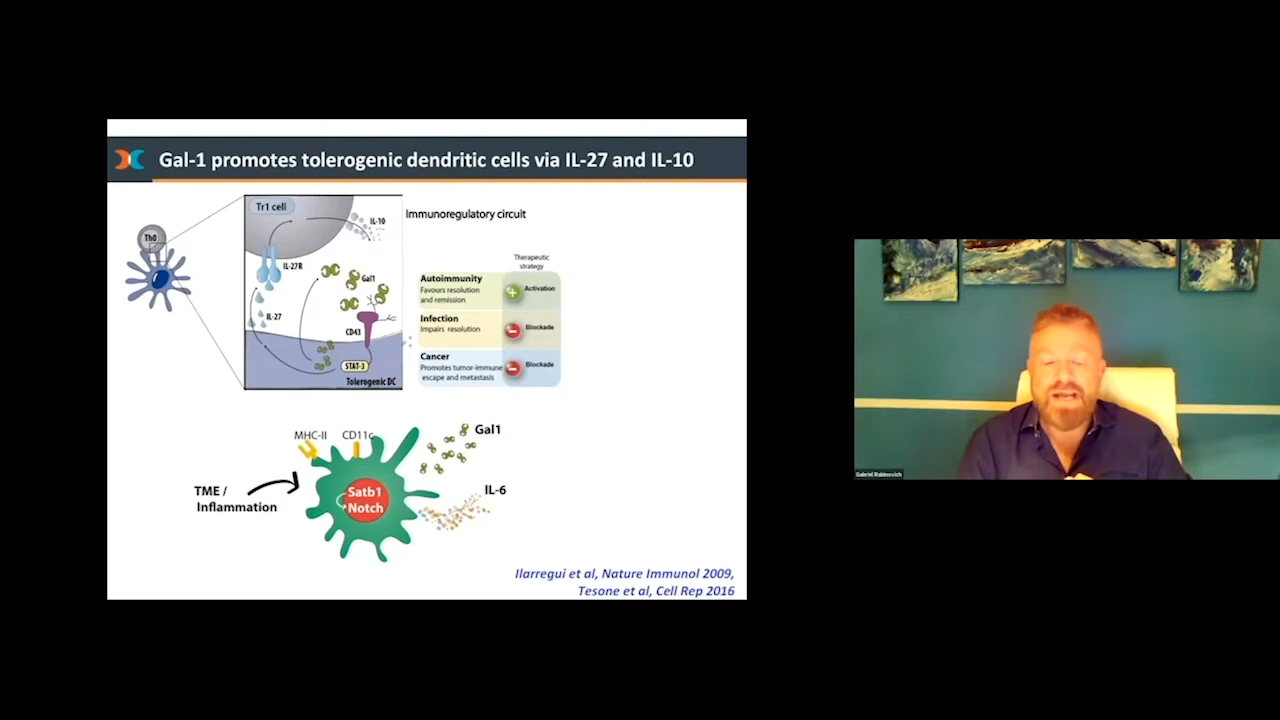 Gal-1 promotes tolerogenic dendritic cells via IL-27 and IL-10
Th0
Tr1 cell
IL-10
IL-27R
Gal1
IL-27
CD43
STAT-3
Tolerogenic DC
Immunoregulatory circuit
Therapeutic
strategy
Autoimmunity
Favours resolution
and remission
Activation
Infection
Impairs resolution
Blockade
Cancer
Promotes tumor-immune
escape and metastasis
Blockade
MHC-II
CD11c
Gal1
TME /
Inflammation
Satb1
Notch
IL-6
Ilarregui et al, Nature Immunol 2009,
Tesone et al, Cell Rep 2016
Gabriel Rabinovich